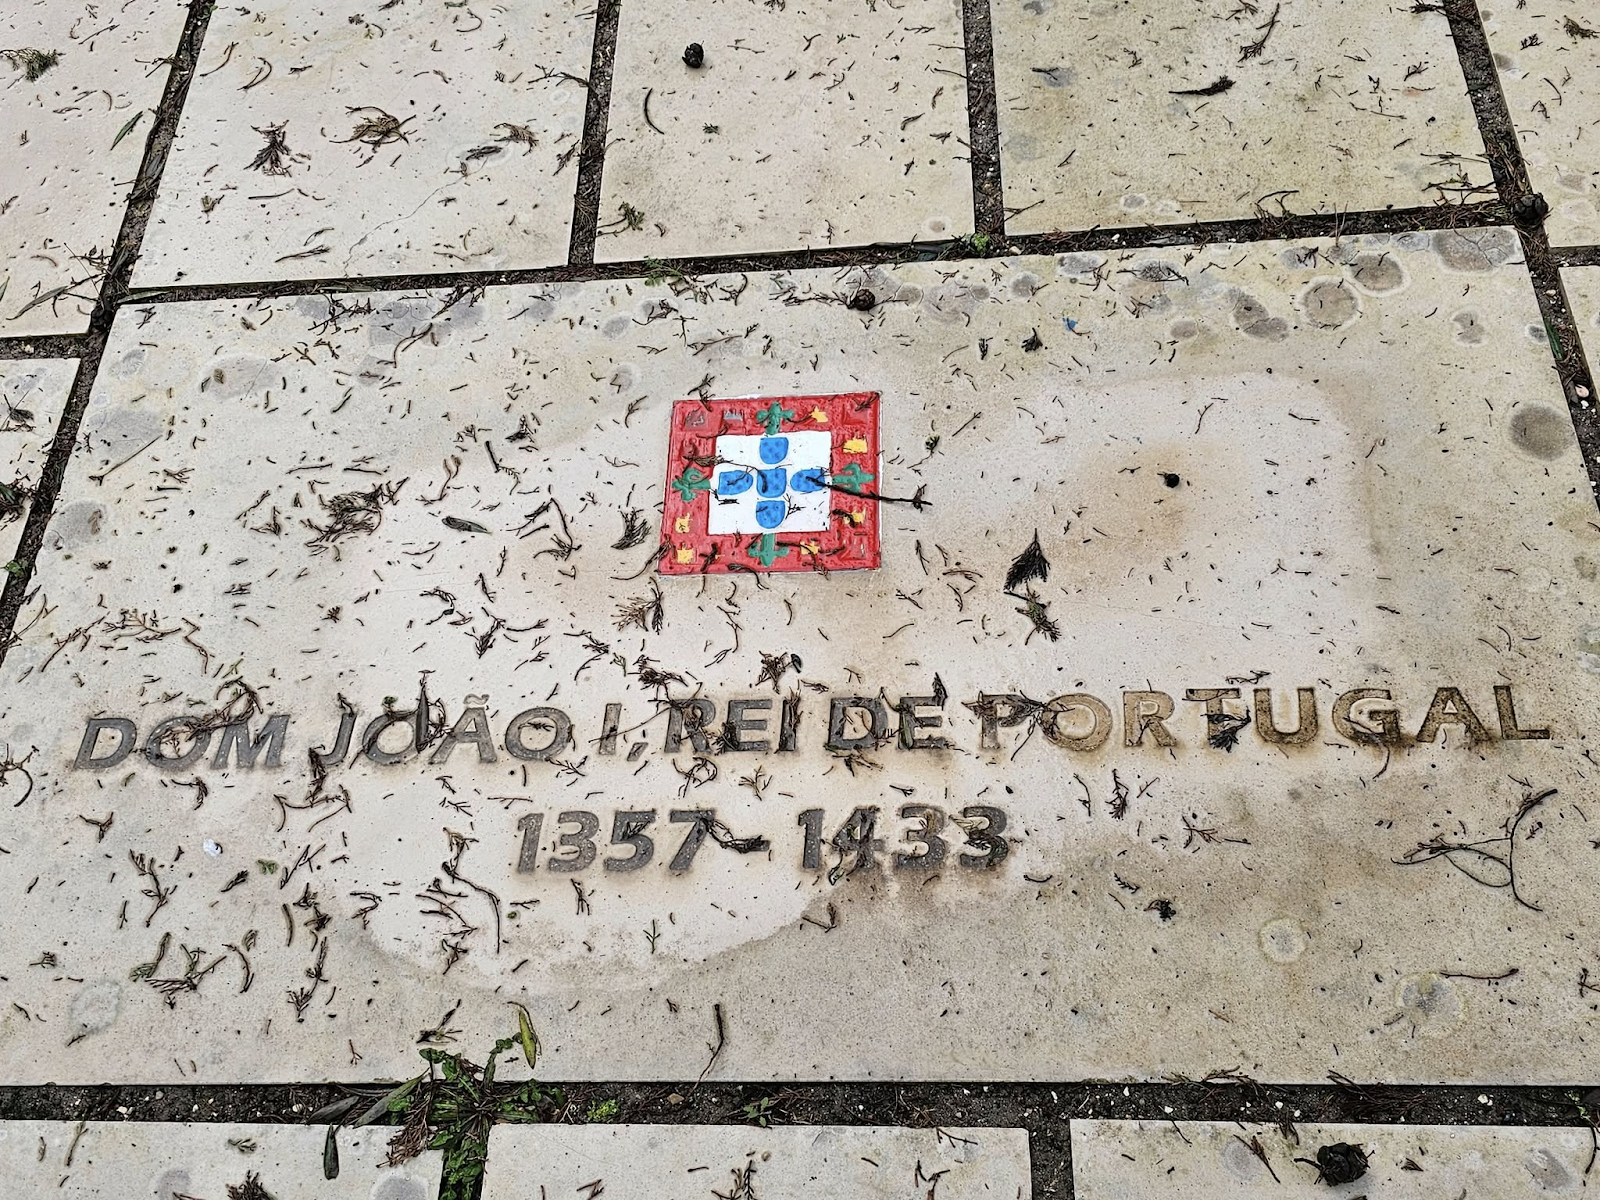 DOM JOÃO I, REI DE PORTUGAL
1357 - 1433